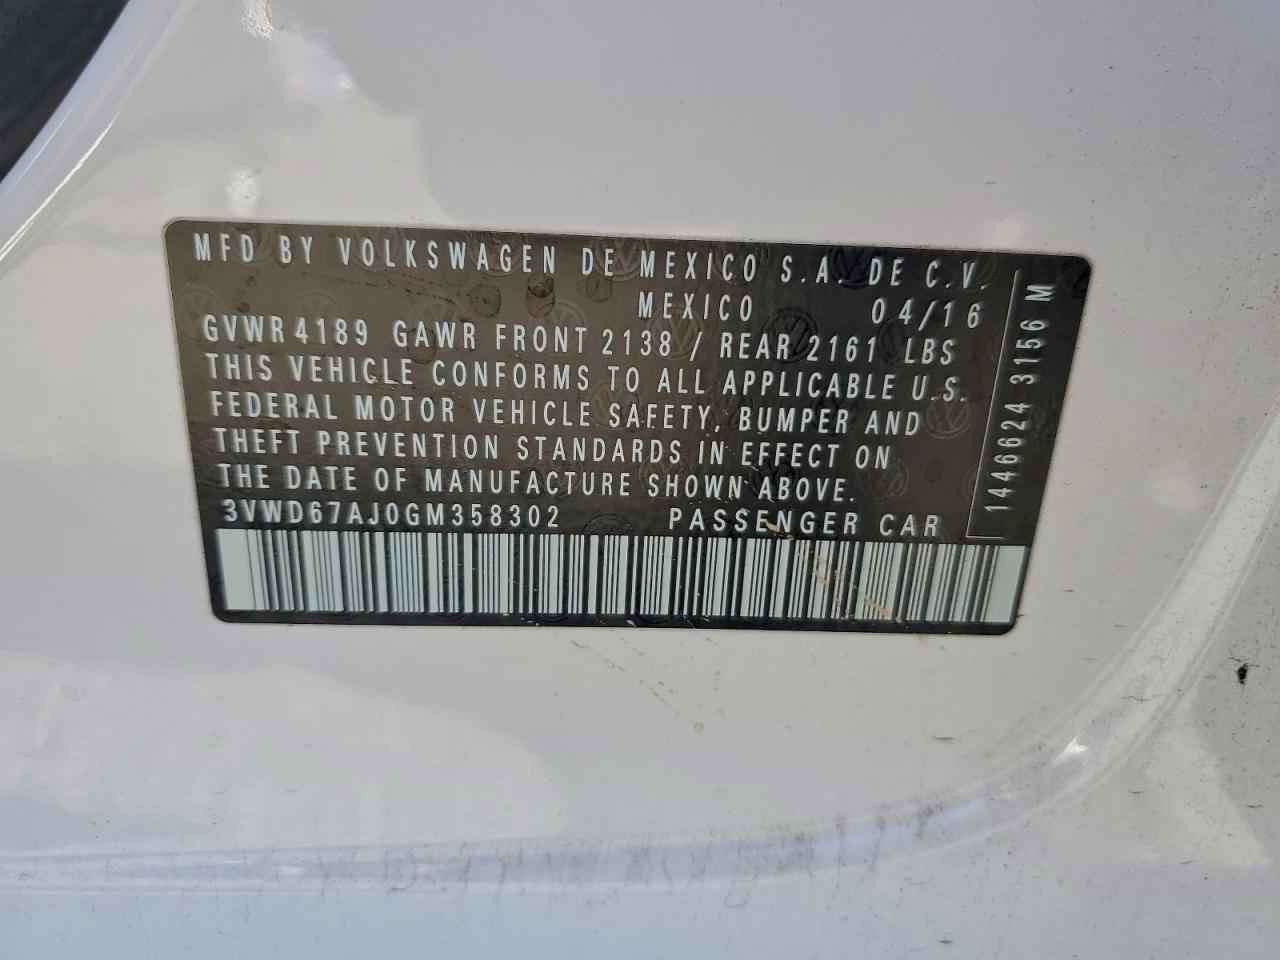 MFD BY VOLKSWAGEN DE MEXICO S.A. DE C.V.
MEXICO 04/16
GVWR 4189 GAWR FRONT 2138 / REAR 2161 LBS
THIS VEHICLE CONFORMS TO ALL APPLICABLE U.S.
FEDERAL MOTOR VEHICLE SAFETY, BUMPER AND
THEFT PREVENTION STANDARDS IN EFFECT ON
THE DATE OF MANUFACTURE SHOWN ABOVE.
3VWD67AJ0GM358302 PASSENGER CAR
1446624 3156 M